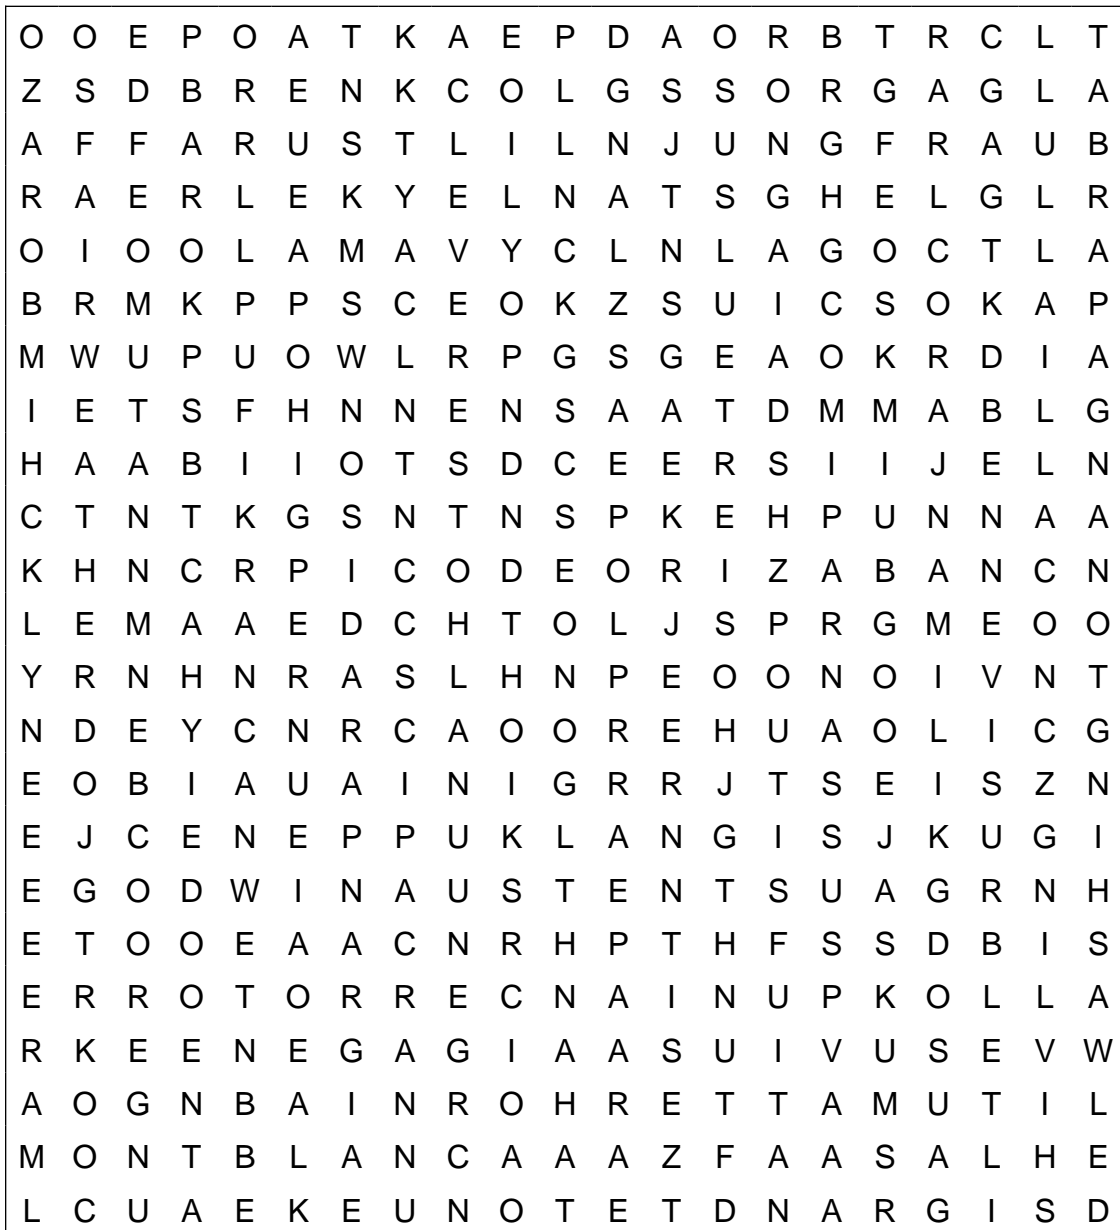 O O E P O A T K A E P D A O R B T R C L T
Z S D B R E N K C O L G S S O R G A G L A
A F F A R U S T L I L N J U N G F R A U B
R A E R L E K Y E L N A T S G H E L G L R
O I O O L A M A V Y C L N L A G O C T L A
B R M K P P S C E O K Z S U I C S O K A P
M W U P U O W L R P G S G E A O K R D I A
I E T S F H N N E N S A A T D M M A B L G
H A A B I I O T S D C E E R S I I J E L N
C T N T K G S N T N S P K E H P U N N A A
K H N C R P I C O D E O R I Z A B A N C N
L E M A A E D C H T O L J S P R G M E O O
Y R N H N R A S L H N P E O O N O I V N T
N D E Y C N R C A O O R E H U A O L I C G
E O B I A U A I N I G R R J T S E I S Z N
E J C E N E P P U K L A N G I S J K U G I
E G O D W I N A U S T E N T S U A G R N H
E T O O E A A C N R H P T H F S S D B I S
E R R O T O R R E C N A I N U P K O L L A
R K E E N E G A G I A A S U I V U S E V W
A O G N B A I N R O H R E T T A M U T I L
M O N T B L A N C A A A Z F A A S A L H E
L C U A E K E U N O T E T D N A R G I S D